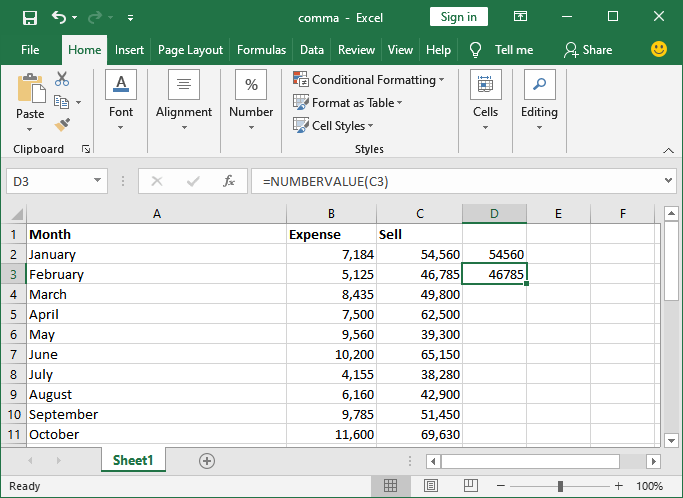 comma - Excel
Sign in
File Home Insert Page Layout Formulas Data Review View Help Tell me Share
Paste
Clipboard
A
Font
Alignment
%
Number
Conditional Formatting
Format as Table
Cell Styles
Styles
Cells
Editing
D3 fx =NUMBERVALUE(C3)
A B C D E F
1 Month Expense Sell
2 January 7,184 54,560 54560
3 February 5,125 46,785 46785
4 March 8,435 49,800
5 April 7,500 62,500
6 May 9,560 39,300
7 June 10,200 65,150
8 July 4,155 38,280
9 August 6,160 42,900
10 September 9,785 51,450
11 October 11,600 69,630
Sheet1
Ready 100%